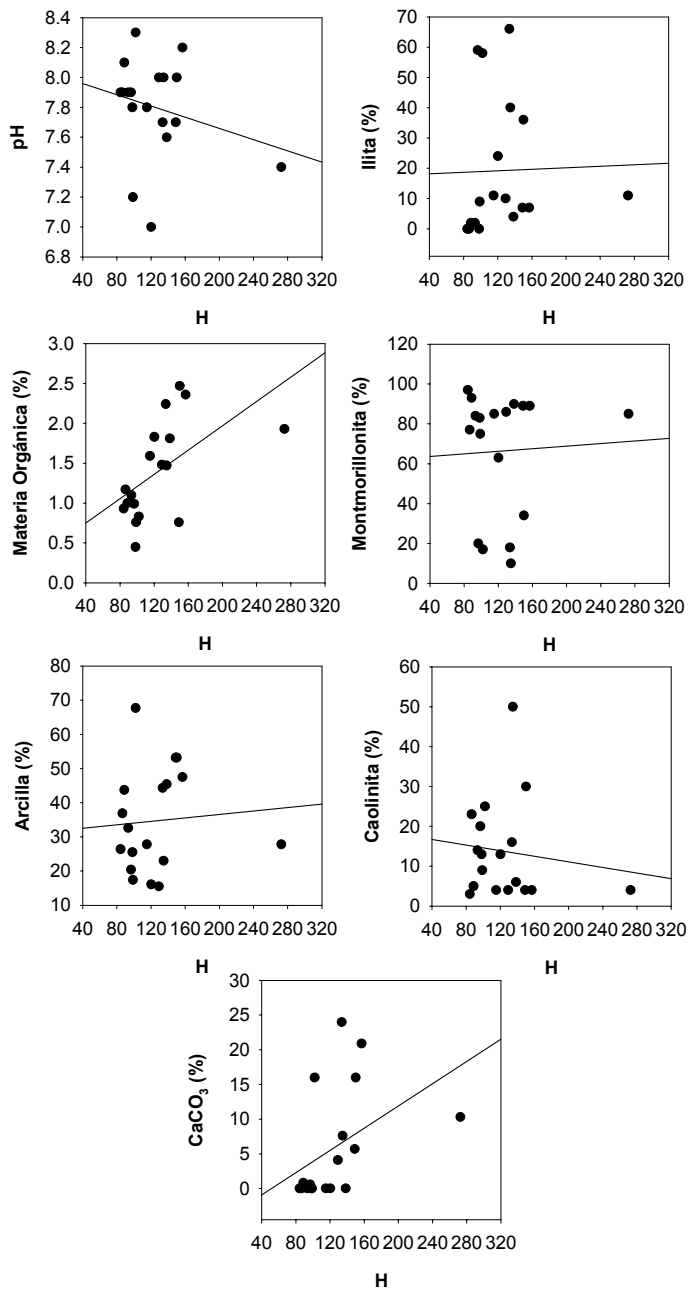 8.4
8.2
8.0
7.8
7.6
7.4
7.2
7.0
6.8
pH
40 80 120 160 200 240 280 320
H
70
60
50
40
30
20
10
0
Ilita (%)
40 80 120 160 200 240 280 320
H
3.0
2.5
2.0
1.5
1.0
0.5
0.0
Materia Orgánica (%)
40 80 120 160 200 240 280 320
H
120
100
80
60
40
20
0
Montmorillonita (%)
40 80 120 160 200 240 280 320
H
80
70
60
50
40
30
20
10
Arcilla (%)
40 80 120 160 200 240 280 320
H
60
50
40
30
20
10
0
Caolinita (%)
40 80 120 160 200 240 280 320
H
30
25
20
15
10
5
0
CaCO₃ (%)
40 80 120 160 200 240 280 320
H